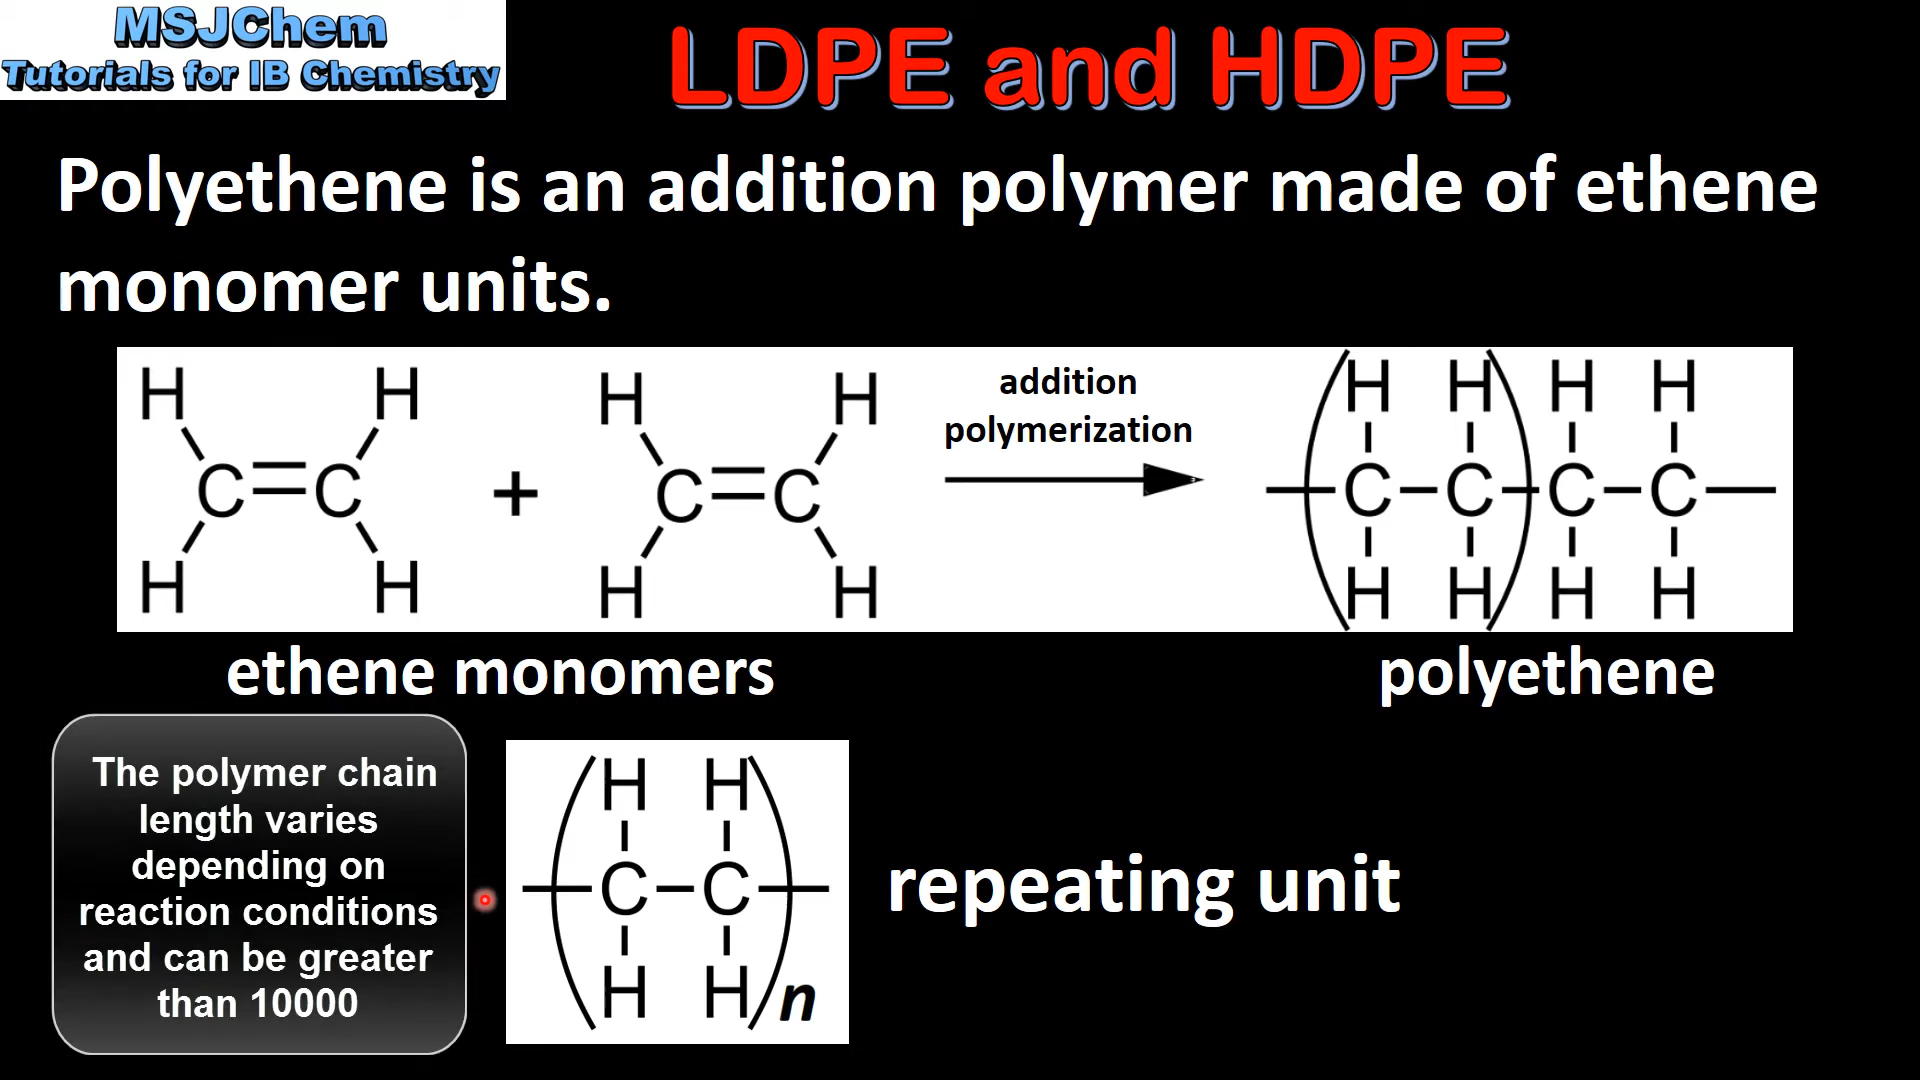 MSJChem
Tutorials for IB Chemistry
LDPE and HDPE
Polyethene is an addition polymer made of ethene
monomer units.
H H H H H H H H
addition
polymerization
C=C + C=C C C C C
H H H H H H H H
ethene monomers
polyethene
The polymer chain
length varies
depending on
reaction conditions
and can be greater
than 10000
H H
C C
H H n
repeating unit